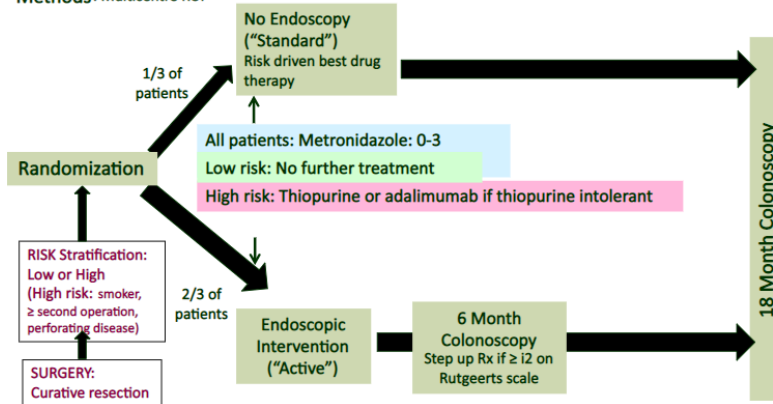 Methods: Multicentre RCT
No Endoscopy
("Standard")
Risk driven best drug
therapy
1/3 of
patients
All patients: Metronidazole: 0-3
Low risk: No further treatment
High risk: Thiopurine or adalimumab if thiopurine intolerant
Randomization
RISK Stratification:
Low or High
(High risk: smoker,
≥ second operation,
perforating disease)
SURGERY:
Curative resection
2/3 of
patients
Endoscopic
Intervention
("Active")
6 Month
Colonoscopy
Step up Rx if ≥ i2 on
Rutgeerts scale
18 Month Colonoscopy